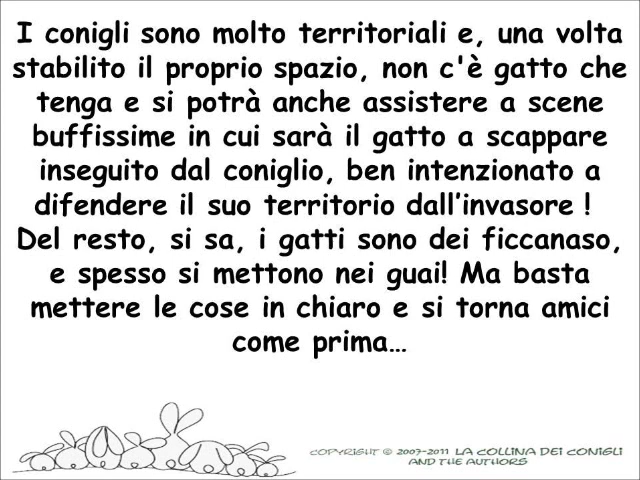 I conigli sono molto territoriali e, una volta
stabilito il proprio spazio, non c'è gatto che
tenga e si potrà anche assistere a scene
buffissime in cui sarà il gatto a scappare
inseguito dal coniglio, ben intenzionato a
difendere il suo territorio dall’invasore !
Del resto, si sa, i gatti sono dei ficcanaso,
e spesso si mettono nei guai! Ma basta
mettere le cose in chiaro e si torna amici
come prima…
COPYRIGHT © 2007-2011 LA COLLINA DEI CONIGLI
AND THE AUTHORS